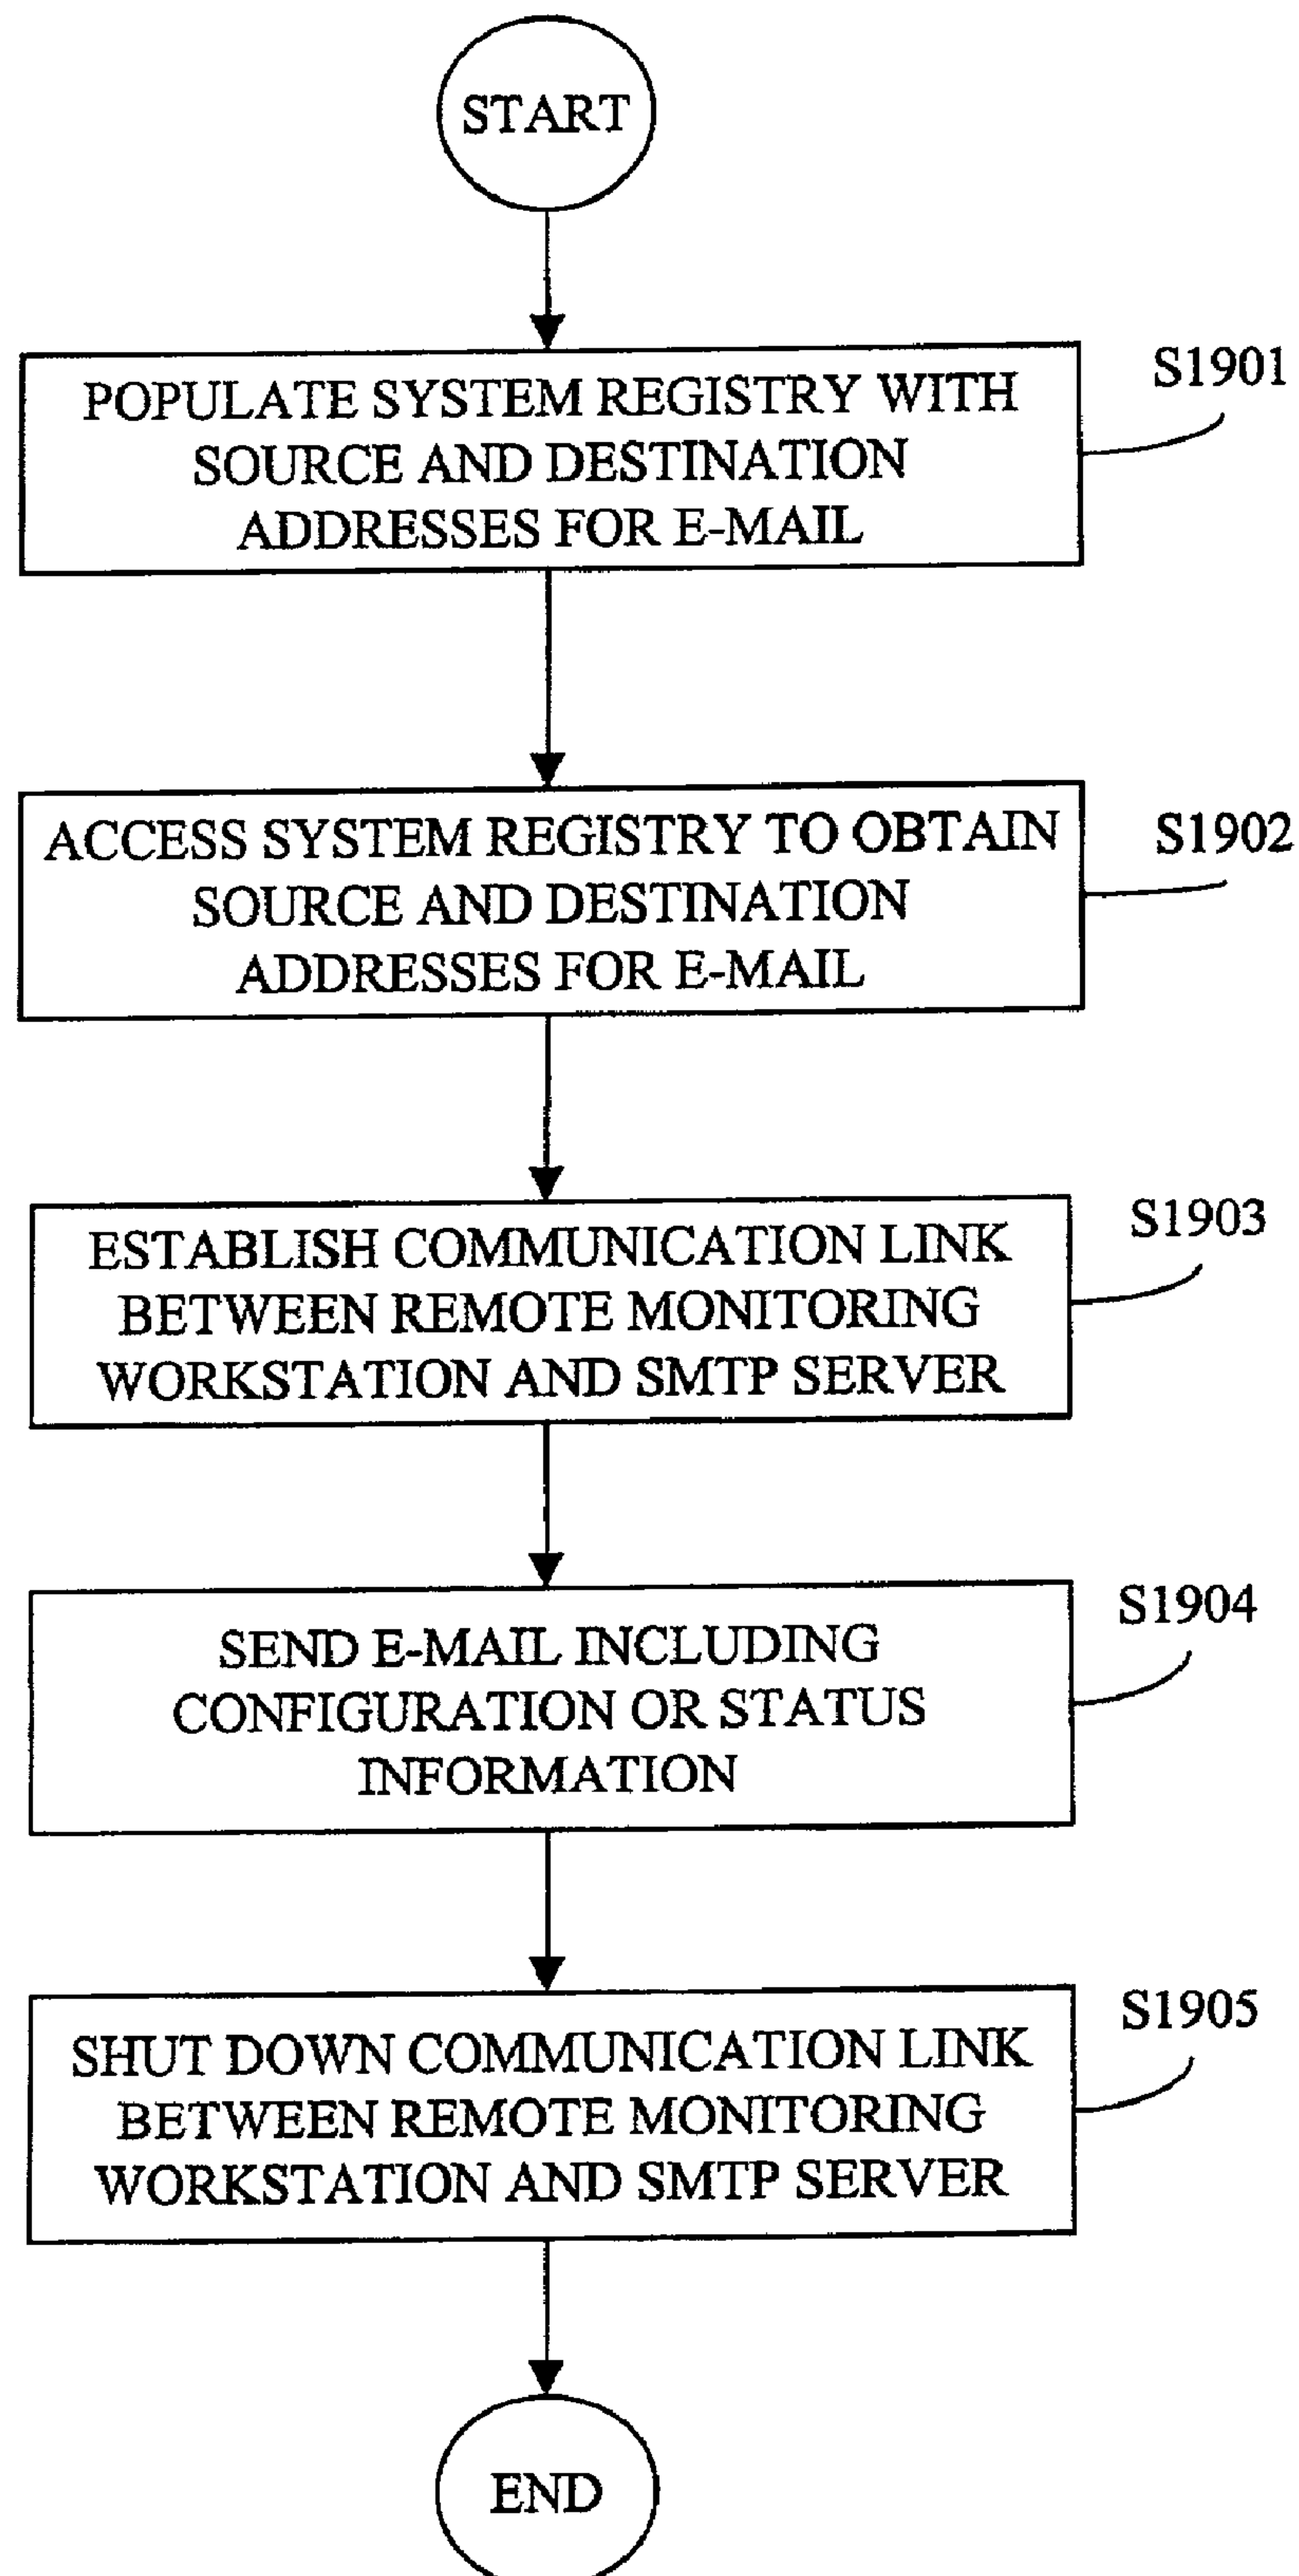 START
POPULATE SYSTEM REGISTRY WITH
SOURCE AND DESTINATION
ADDRESSES FOR E-MAIL
S1901
ACCESS SYSTEM REGISTRY TO OBTAIN
SOURCE AND DESTINATION
ADDRESSES FOR E-MAIL
S1902
ESTABLISH COMMUNICATION LINK
BETWEEN REMOTE MONITORING
WORKSTATION AND SMTP SERVER
S1903
SEND E-MAIL INCLUDING
CONFIGURATION OR STATUS
INFORMATION
S1904
SHUT DOWN COMMUNICATION LINK
BETWEEN REMOTE MONITORING
WORKSTATION AND SMTP SERVER
S1905
END